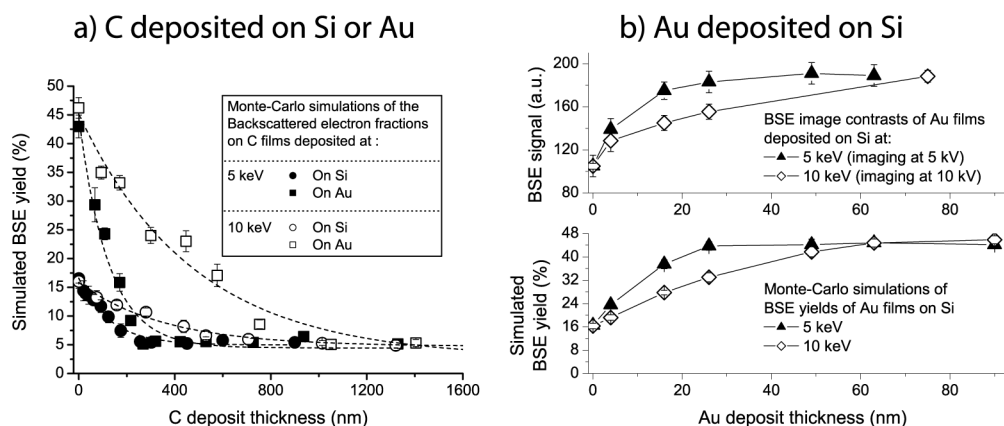 a) C deposited on Si or Au
50
45
40
35
30
25
20
15
10
5
0
Simulated BSE yield (%)
0
400
800
1200
1600
C deposit thickness (nm)
Monte-Carlo simulations of the
Backscattered electron fractions
on C films deposited at :
5 keV
On Si
On Au
10 keV
On Si
On Au
b) Au deposited on Si
200
160
120
80
BSE signal (a.u.)
0
20
40
60
80
BSE image contrasts of Au films
deposited on Si at:
5 keV (imaging at 5 kV)
10 keV (imaging at 10 kV)
48
36
24
12
0
Simulated
BSE yield (%)
Monte-Carlo simulations of
BSE yields of Au films on Si
5 keV
10 keV
0
20
40
60
80
Au deposit thickness (nm)